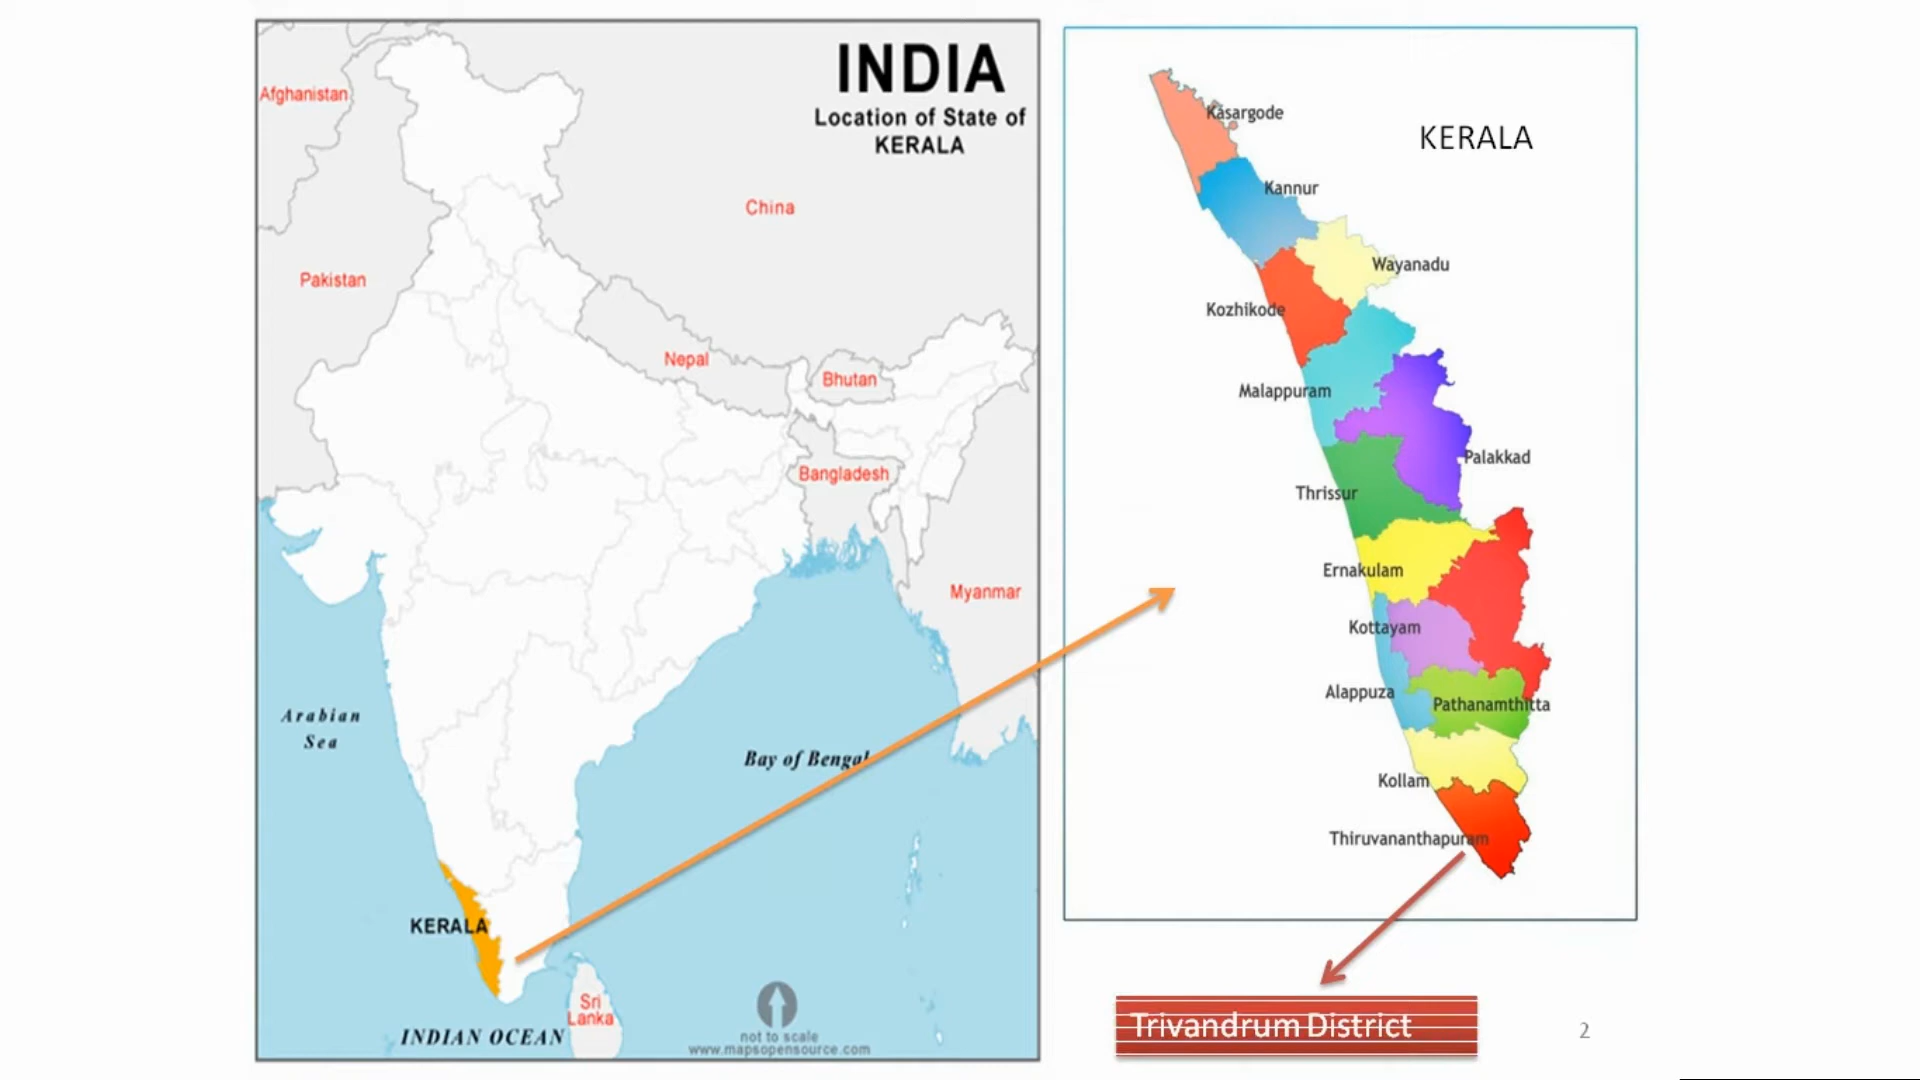 INDIA
Location of State of
KERALA
Afghanistan
China
Pakistan
Nepal
Bhutan
Bangladesh
Myanmar
Arabian
Sea
Bay of Bengal
KERALA
Sri
Lanka
INDIAN OCEAN
not to scale
www.mapsopensource.com
KERALA
Kasargode
Kannur
Wayanadu
Kozhikode
Malappuram
Palakkad
Thrissur
Ernakulam
Kottayam
Alappuza
Pathanamthitta
Kollam
Thiruvananthapuram
Trivandrum District
2